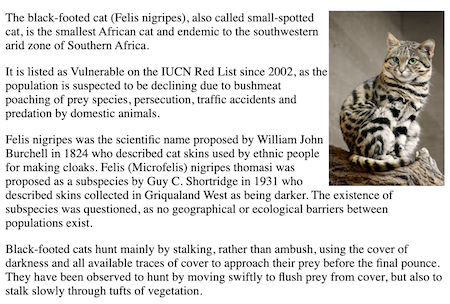 The black-footed cat (Felis nigripes), also called small-spotted
cat, is the smallest African cat and endemic to the southwestern
arid zone of Southern Africa.
It is listed as Vulnerable on the IUCN Red List since 2002, as the
population is suspected to be declining due to bushmeat
poaching of prey species, persecution, traffic accidents and
predation by domestic animals.
Felis nigripes was the scientific name proposed by William John
Burchell in 1824 who described cat skins used by ethnic people
for making cloaks. Felis (Microfelis) nigripes thomasi was
proposed as a subspecies by Guy C. Shortridge in 1931 who
described skins collected in Griqualand West as being darker. The existence of
subspecies was questioned, as no geographical or ecological barriers between
populations exist.
Black-footed cats hunt mainly by stalking, rather than ambush, using the cover of
darkness and all available traces of cover to approach their prey before the final pounce.
They have been observed to hunt by moving swiftly to flush prey from cover, but also to
stalk slowly through tufts of vegetation.